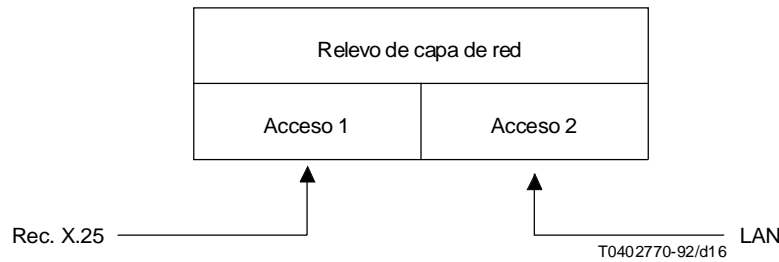 Relevo de capa de red
Acceso 1
Acceso 2
Rec. X.25
LAN
T0402770-92/d16